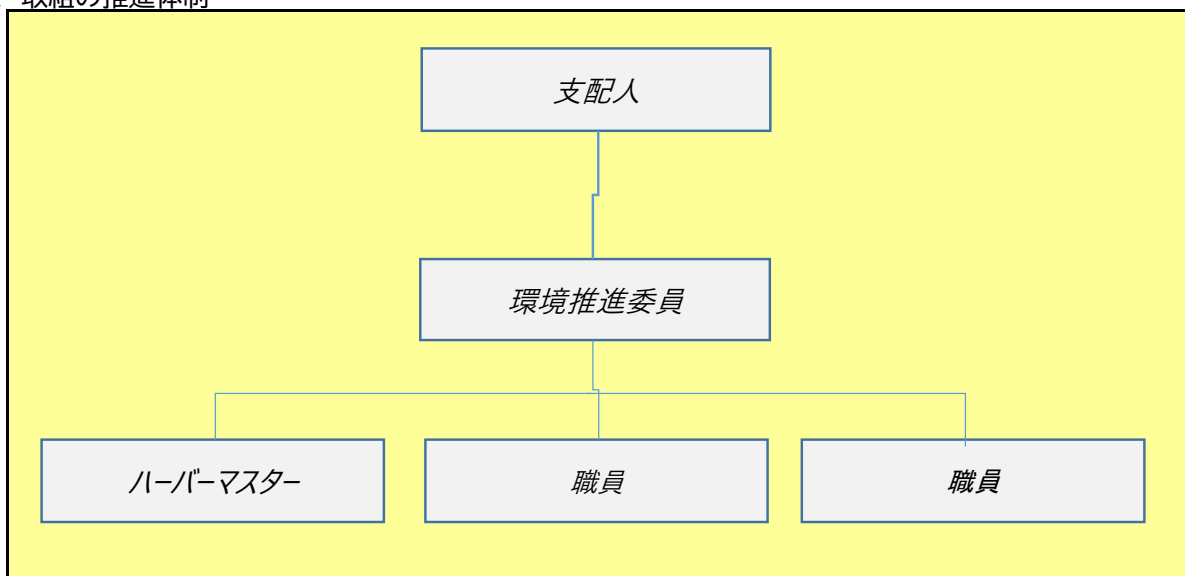 取組の推進体制
支配人
環境推進委員
ハーバーマスター
職員
職員